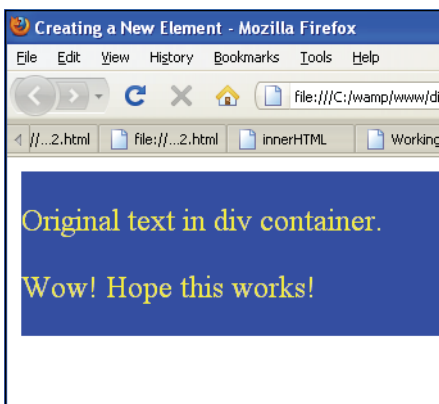 Creating a New Element - Mozilla Firefox
File Edit View History Bookmarks Tools Help
file:///C:/wamp/www/di
//...2.html file://...2.html innerHTML Working
Original text in div container.
Wow! Hope this works!